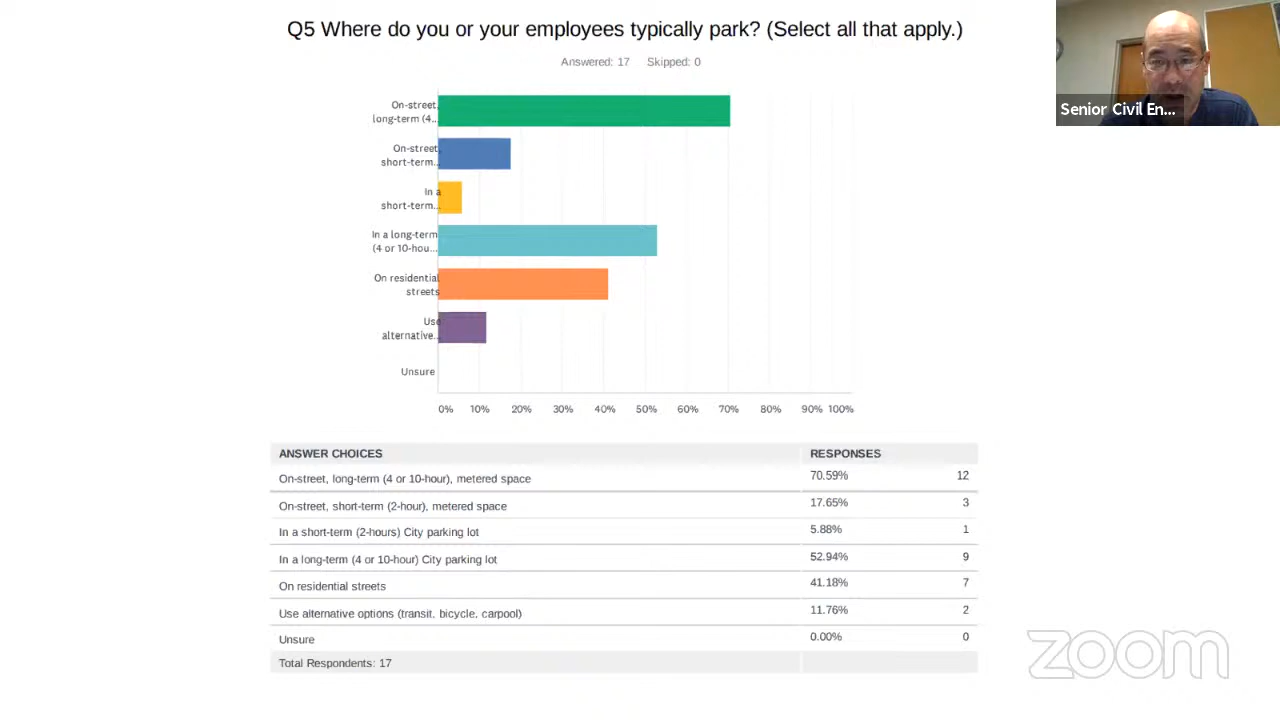 Q5 Where do you or your employees typically park? (Select all that apply.)
Answered: 17 Skipped: 0
On-street,
long-term (4..
On-street,
short-term...
In a
short-term...
In a long-term
(4 or 10-hou...
On residential
streets
Use
alternative...
Unsure
0% 10% 20% 30% 40% 50% 60% 70% 80% 90% 100%
ANSWER CHOICES RESPONSES
On-street, long-term (4 or 10-hour), metered space 70.59% 12
On-street, short-term (2-hour), metered space 17.65% 3
In a short-term (2-hours) City parking lot 5.88% 1
In a long-term (4 or 10-hour) City parking lot 52.94% 9
On residential streets 41.18% 7
Use alternative options (transit, bicycle, carpool) 11.76% 2
Unsure 0.00% 0
Total Respondents: 17
Senior Civil En...
zoom